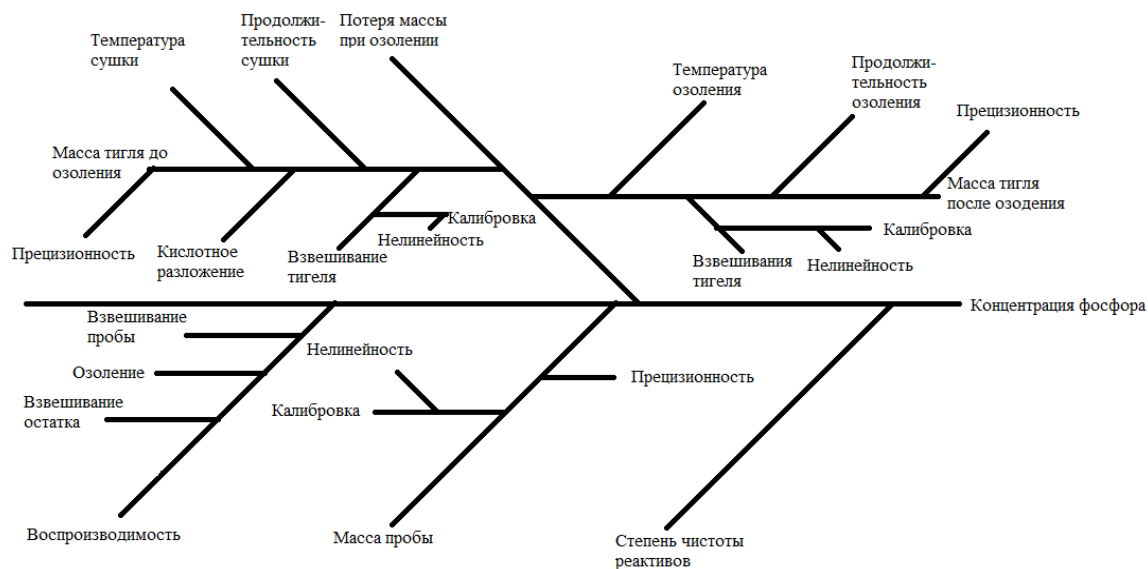 Температура
сушки
Продолжи-
тельность
сушки
Потеря массы
при озолении
Температура
озоления
Продолжи-
тельность
озоления
Прецизионность
Масса тигля до
озоления
Масса тигля
после озодения
Прецизионность
Кислотное
разложение
Взвешивание
тигеля
Калибровка
Нелинейность
Взвешивания
тигеля
Калибровка
Нелинейность
Концентрация фосфора
Взвешивание
пробы
Озоление
Взвешивание
остатка
Воспроизводимость
Нелинейность
Калибровка
Прецизионность
Масса пробы
Степень чистоты
реактивов